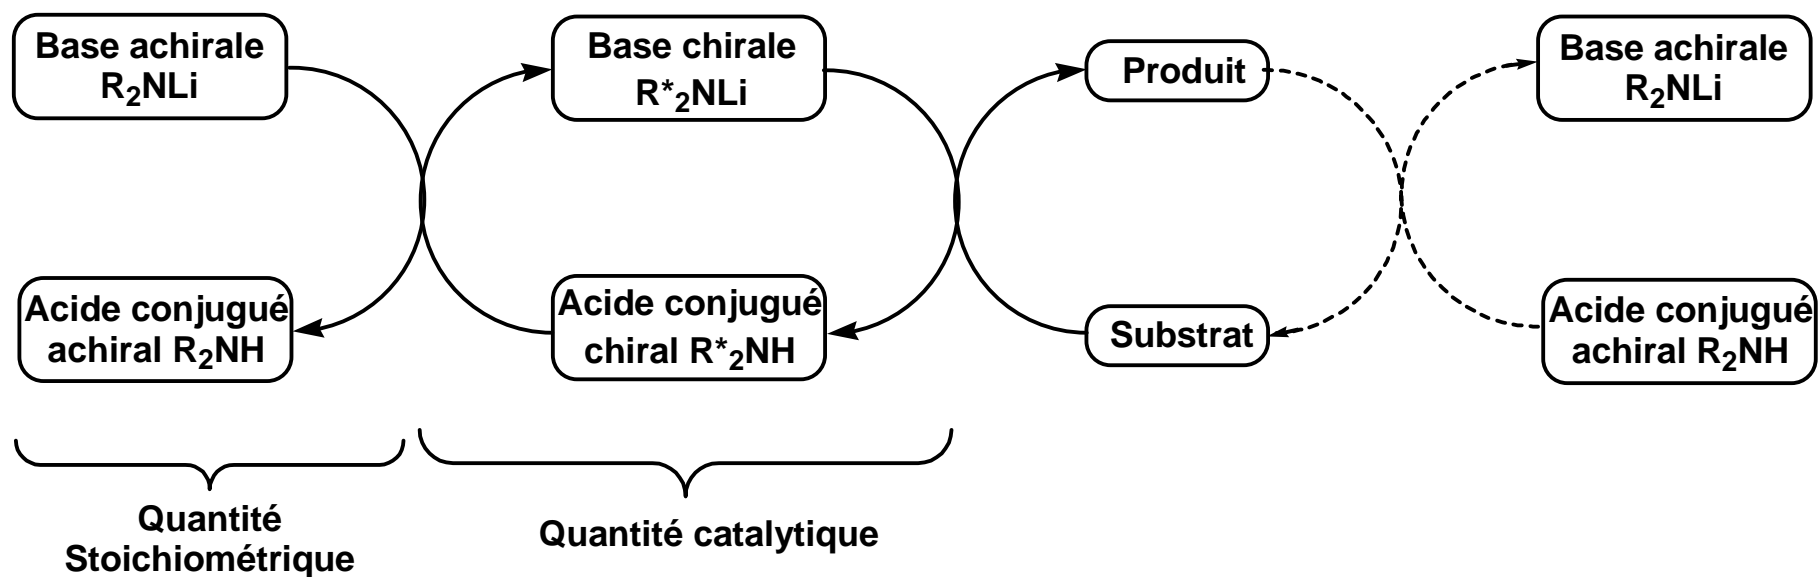 Base achirale
R₂NLi
Base chirale
R*₂NLi
Produit
Base achirale
R₂NLi
Acide conjugué
achiral R₂NH
Acide conjugué
chiral R*₂NH
Substrat
Acide conjugué
achiral R₂NH
Quantité
Stoichiométrique
Quantité catalytique